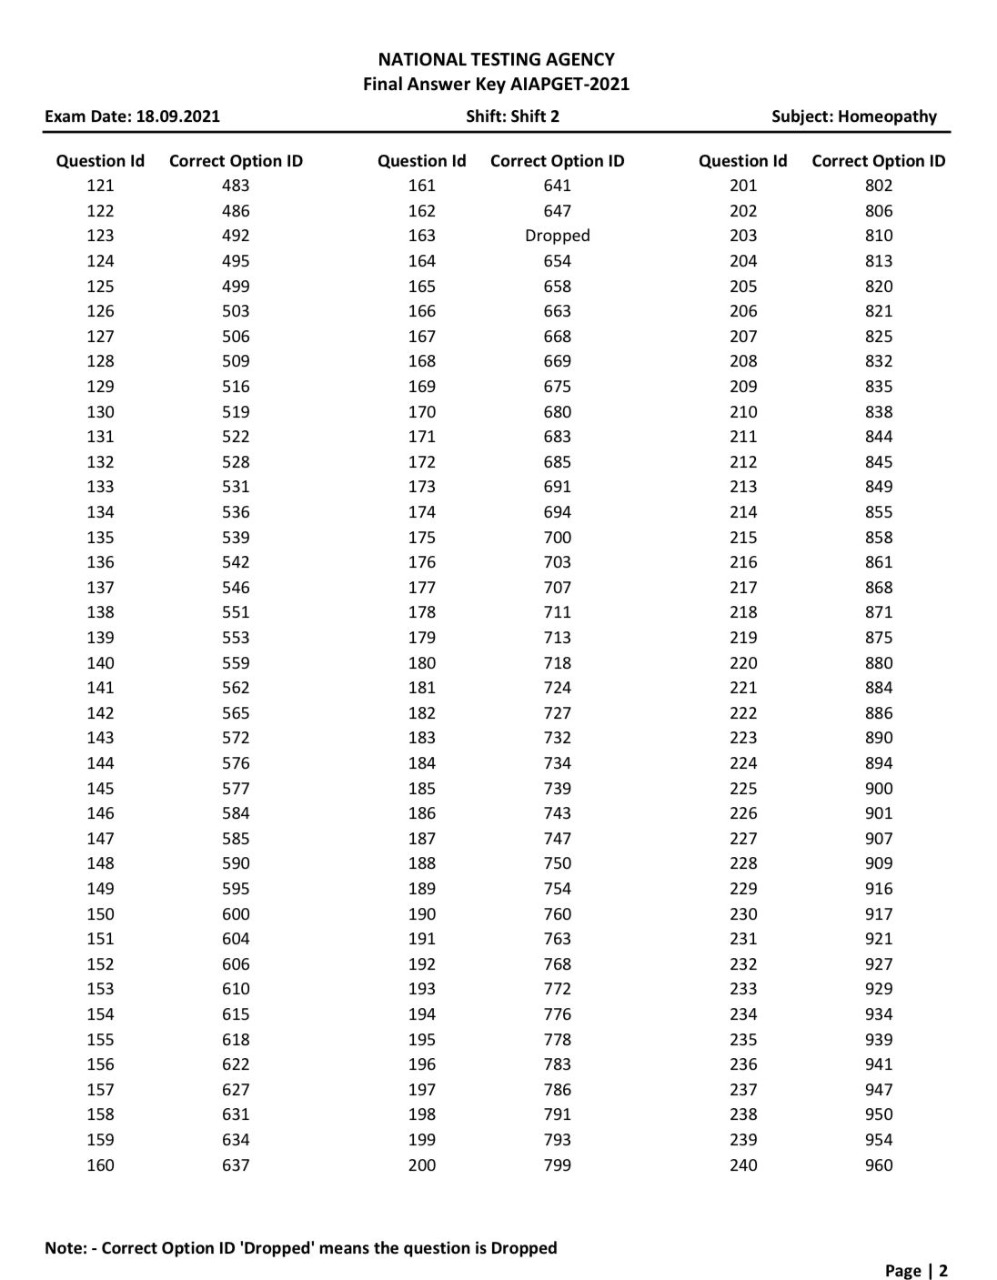 NATIONAL TESTING AGENCY
Final Answer Key AIAPGET-2021
Exam Date: 18.09.2021 Shift: Shift 2 Subject: Homeopathy
Question Id Correct Option ID Question Id Correct Option ID Question Id Correct Option ID
121 483 161 641 201 802
122 486 162 647 202 806
123 492 163 Dropped 203 810
124 495 164 654 204 813
125 499 165 658 205 820
126 503 166 663 206 821
127 506 167 668 207 825
128 509 168 669 208 832
129 516 169 675 209 835
130 519 170 680 210 838
131 522 171 683 211 844
132 528 172 685 212 845
133 531 173 691 213 849
134 536 174 694 214 855
135 539 175 700 215 858
136 542 176 703 216 861
137 546 177 707 217 868
138 551 178 711 218 871
139 553 179 713 219 875
140 559 180 718 220 880
141 562 181 724 221 884
142 565 182 727 222 886
143 572 183 732 223 890
144 576 184 734 224 894
145 577 185 739 225 900
146 584 186 743 226 901
147 585 187 747 227 907
148 590 188 750 228 909
149 595 189 754 229 916
150 600 190 760 230 917
151 604 191 763 231 921
152 606 192 768 232 927
153 610 193 772 233 929
154 615 194 776 234 934
155 618 195 778 235 939
156 622 196 783 236 941
157 627 197 786 237 947
158 631 198 791 238 950
159 634 199 793 239 954
160 637 200 799 240 960
Note: - Correct Option ID 'Dropped' means the question is Dropped
Page | 2